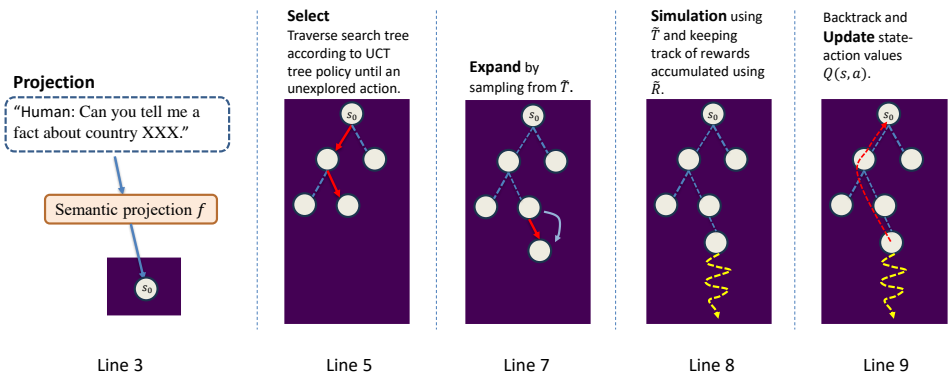 Projection
"Human: Can you tell me a
fact about country XXX."
Semantic projection f
s₀
Line 3
Select
Traverse search tree
according to UCT
tree policy until an
unexplored action.
s₀
Line 5
Expand by
sampling from T̃.
s₀
Line 7
Simulation using
T̃ and keeping
track of rewards
accumulated using
R̃.
s₀
Line 8
Backtrack and
Update state-
action values
Q(s, a).
s₀
Line 9